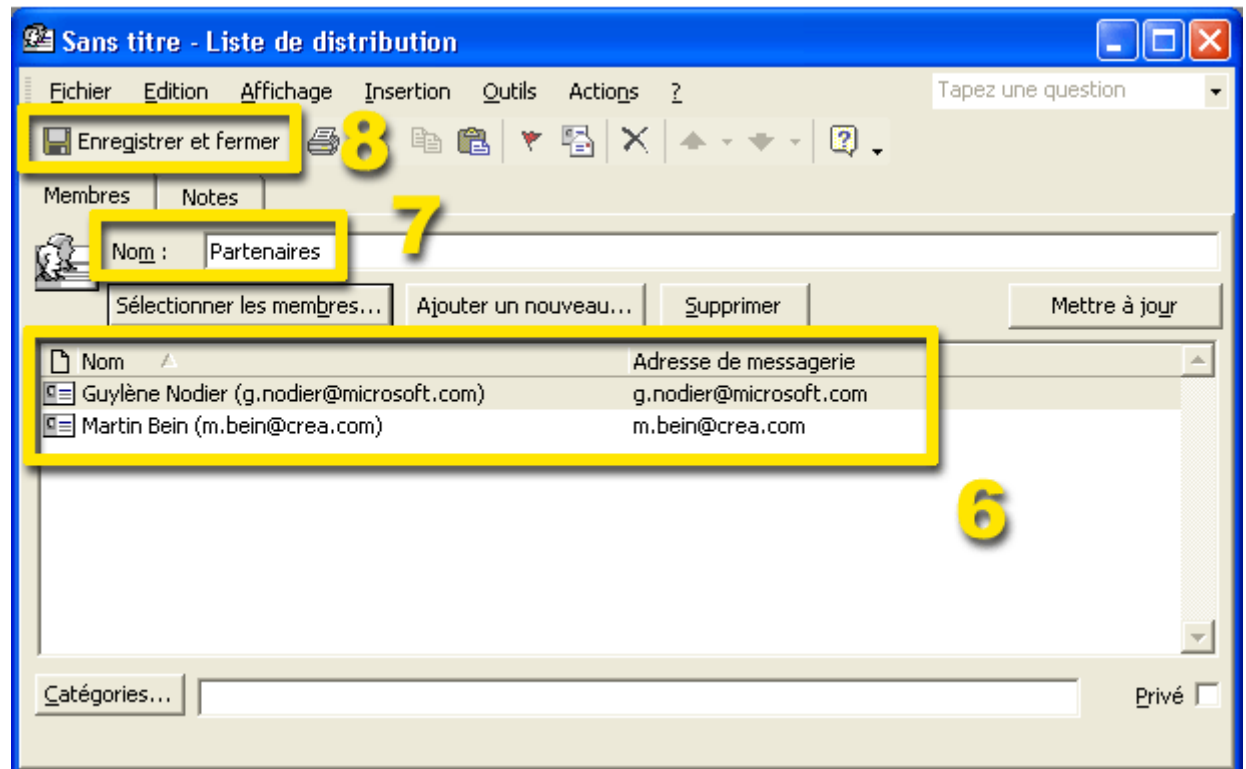 Sans titre - Liste de distribution
Fichier Edition Affichage Insertion Outils Actions ? Tapez une question
Enregistrer et fermer 8
Membres Notes
7
Nom : Partenaires
Sélectionner les membres... Ajouter un nouveau... Supprimer Mettre à jour
Nom Adresse de messagerie
Guylène Nodier (g.nodier@microsoft.com) g.nodier@microsoft.com
Martin Bein (m.bein@crea.com) m.bein@crea.com
6
Catégories... Privé